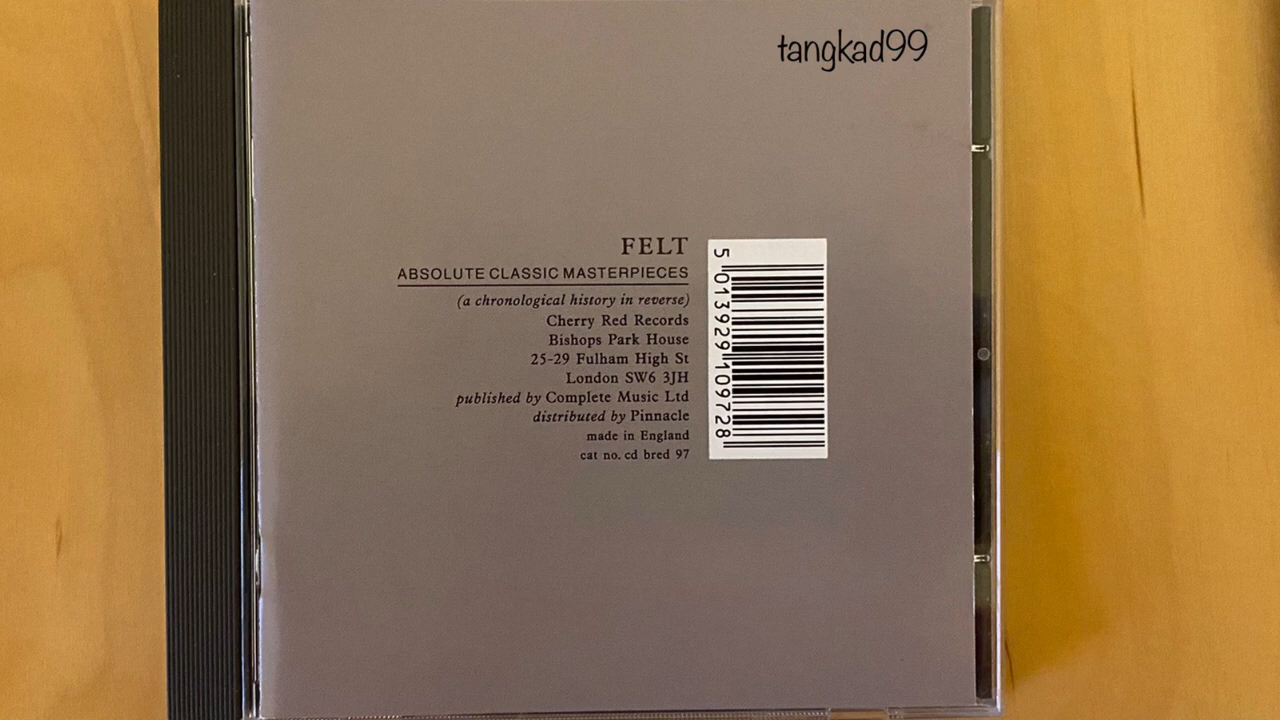 tangkad99
FELT
ABSOLUTE CLASSIC MASTERPIECES
(a chronological history in reverse)
Cherry Red Records
Bishops Park House
25-29 Fulham High St
London SW6 3JH
published by Complete Music Ltd
distributed by Pinnacle
made in England
cat no. cd bred 97
5 013929 109728